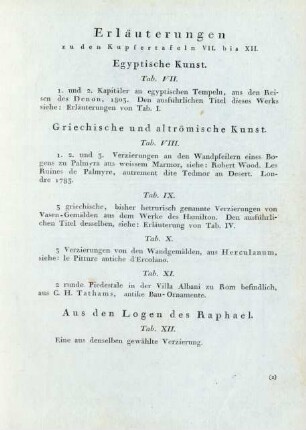 Erläuterungen
zu den Kupfertafeln VII. bis XII.
Egyptische Kunst.
Tab. VII.
1. und 2. Kapitäler an egyptischen Tempeln, aus den Rei-
sen des Denon, 1803. Den ausführlichen Titel dieses Werks
siehe: Erläuterungen von Tab. I.
Griechische und altrömische Kunst.
Tab. VIII.
1. 2. und 3. Verzierungen an den Wandpfeilern eines Bo-
gens zu Palmyra aus weissem Marmor, siehe: Robert Wood. Les
Ruines de Palmyre, autrement dite Tedmor an Desert. Lon-
dre 1753.
Tab. IX.
3 griechische, bisher hetrurisch genannte Verzierungen von
Vasen-Gemälden aus dem Werke des Hamilton. Den ausführli-
chen Titel desselben, siehe: Erläuterung von Tab. IV.
Tab. X.
3 Verzierungen von den Wandgemälden, aus Herculanum,
siehe: le Pitture antiche d'Ercolano.
Tab. XI.
2 runde Piedestale in der Villa Albani zu Rom befindlich,
aus C. H. Tathams, antike Bau-Ornamente.
Aus den Logen des Raphael.
Tab. XII.
Eine aus denselben gewählte Verzierung.
(2)